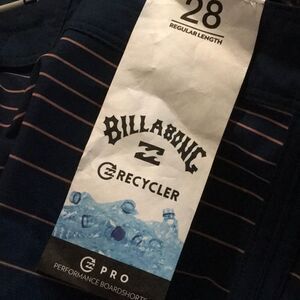 28
REGULAR LENGTH
BILLABONG
RECYCLER
PRO
PERFORMANCE BOARDSHORTS